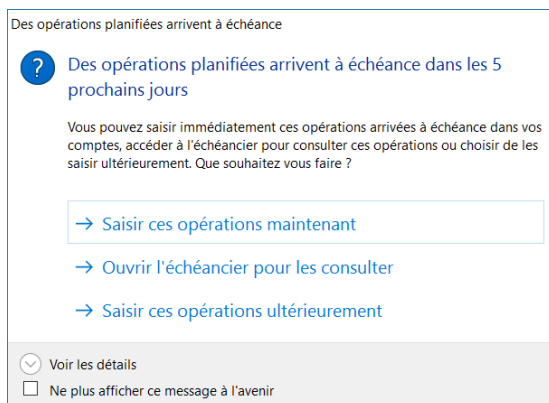 Des opérations planifiées arrivent à échéance
?
Des opérations planifiées arrivent à échéance dans les 5
prochains jours
Vous pouvez saisir immédiatement ces opérations arrivées à échéance dans vos
comptes, accéder à l'échéancier pour consulter ces opérations ou choisir de les
saisir ultérieurement. Que souhaitez vous faire ?
→ Saisir ces opérations maintenant
→ Ouvrir l'échéancier pour les consulter
→ Saisir ces opérations ultérieurement
Voir les détails
Ne plus afficher ce message à l'avenir